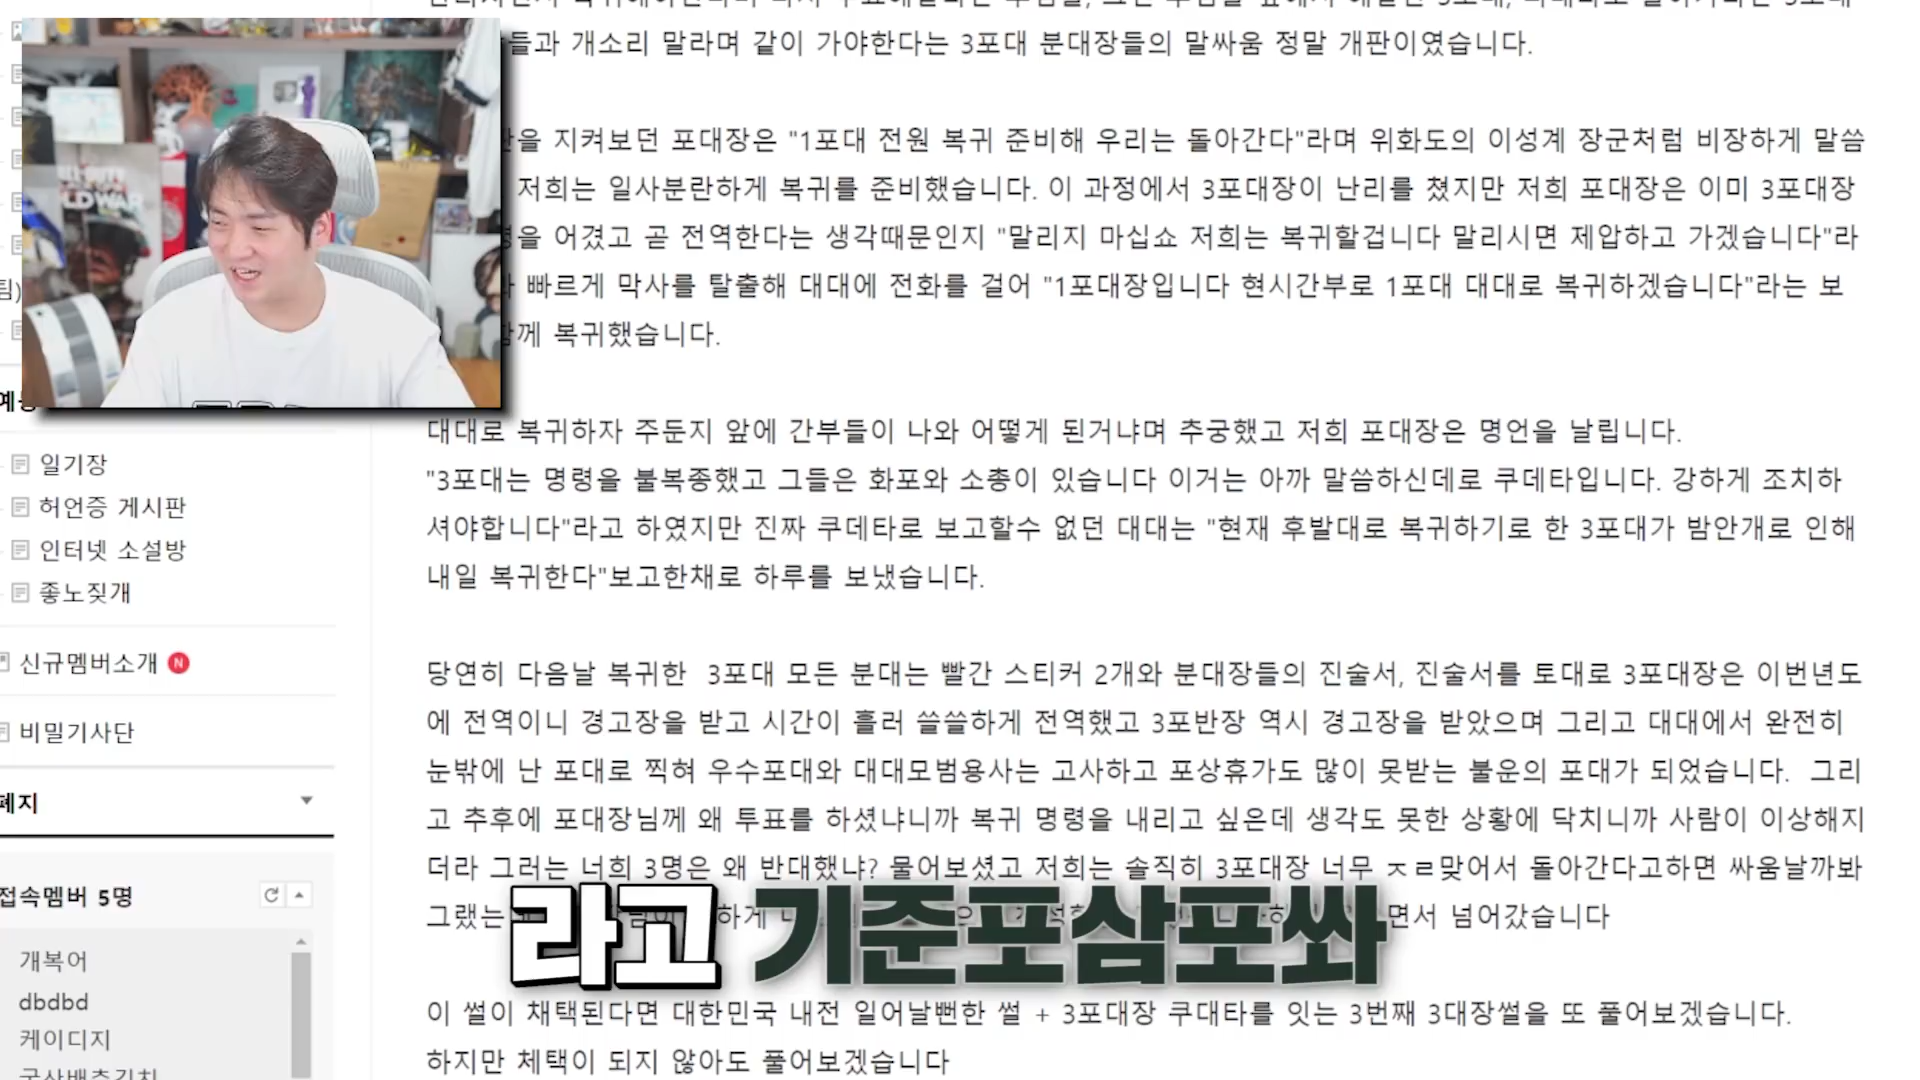 들과 개소리 말라며 같이 가야한다는 3포대 분대장들의 말싸움 정말 개판이였습니다.
을 지켜보던 포대장은 "1포대 전원 복귀 준비해 우리는 돌아간다"라며 위화도의 이성계 장군처럼 비장하게 말씀
저희는 일사분란하게 복귀를 준비했습니다. 이 과정에서 3포대장이 난리를 쳤지만 저희 포대장은 이미 3포대장
을 어겼고 곧 전역한다는 생각때문인지 "말리지 마십쇼 저희는 복귀할겁니다 말리시면 제압하고 가겠습니다"라
빠르게 막사를 탈출해 대대에 전화를 걸어 "1포대장입니다 현시간부로 1포대 대대로 복귀하겠습니다"라는 보
께 복귀했습니다.
대대로 복귀하자 주둔지 앞에 간부들이 나와 어떻게 된거냐며 추궁했고 저희 포대장은 명언을 날립니다.
"3포대는 명령을 불복종했고 그들은 화포와 소총이 있습니다 이거는 아까 말씀하신데로 쿠데타입니다. 강하게 조치하
셔야합니다"라고 하였지만 진짜 쿠데타로 보고할수 없던 대대는 "현재 후발대로 복귀하기로 한 3포대가 밤안개로 인해
내일 복귀한다"보고한채로 하루를 보냈습니다.
당연히 다음날 복귀한 3포대 모든 분대는 빨간 스티커 2개와 분대장들의 진술서, 진술서를 토대로 3포대장은 이번년도
에 전역이니 경고장을 받고 시간이 흘러 쓸쓸하게 전역했고 3포반장 역시 경고장을 받았으며 그리고 대대에서 완전히
눈밖에 난 포대로 찍혀 우수포대와 대대모범용사는 고사하고 포상휴가도 많이 못받는 불운의 포대가 되었습니다. 그리
고 추후에 포대장님께 왜 투표를 하셨냐니까 복귀 명령을 내리고 싶은데 생각도 못한 상황에 닥치니까 사람이 이상해지
더라 그러는 너희 3명은 왜 반대했냐? 물어보셨고 저희는 솔직히 3포대장 너무 ㅈㄹ맞어서 돌아간다고하면 싸움날까봐
그랬는
면서 넘어갔습니다
라고 기준포삼포쏴
이 썰이 채택된다면 대한민국 내전 일어날뻔한 썰 + 3포대장 쿠대타를 잇는 3번째 3대장썰을 또 풀어보겠습니다.
하지만 체택이 되지 않아도 풀어보겠습니다
팀)
일기장
허언증 게시판
인터넷 소설방
좋노짖개
신규멤버소개 N
비밀기사단
페지
접속멤버 5명
개복어
dbdbd
케이디지